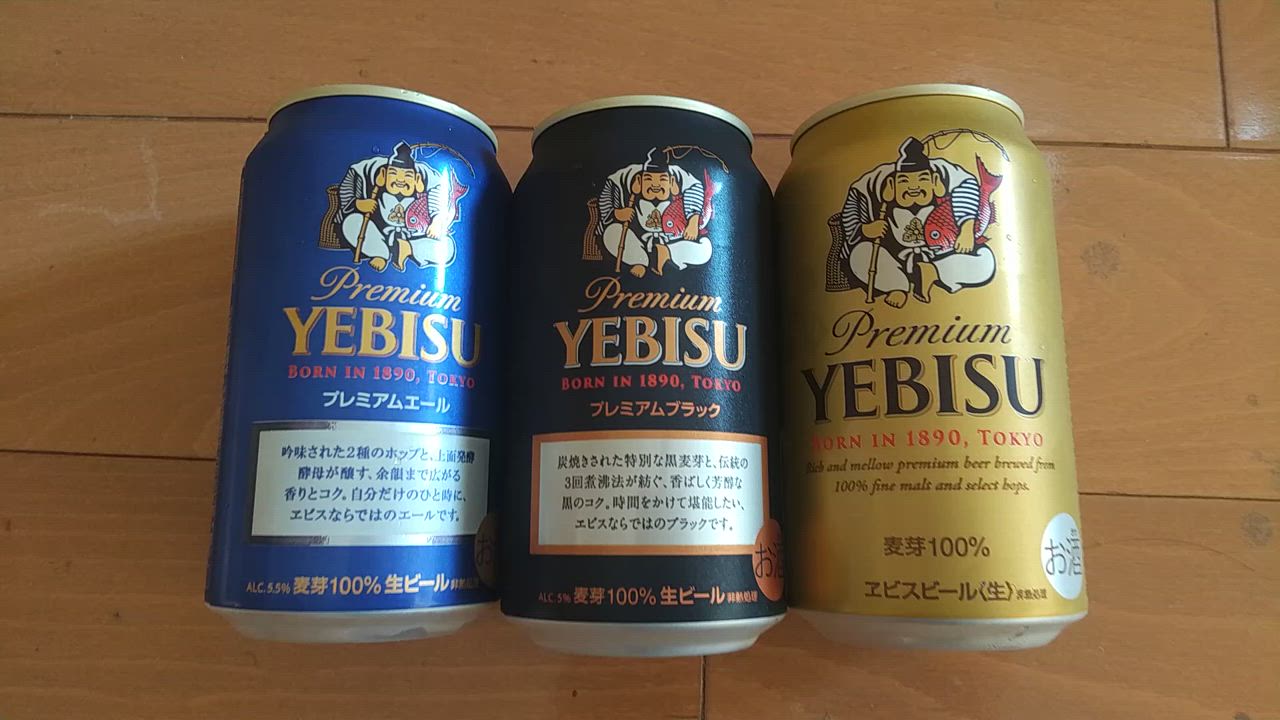 Premium
YEBISU
BORN IN 1890, TOKYO
プレミアムエール
吟味された2種のホップと、上面発酵
酵母が醸す、余韻まで広がる
香りとコク。自分だけのひと時に、
ヱビスならではのエールです。
ALC. 5.5% 麦芽100% 生ビール 非熱処理
お酒
Premium
YEBISU
BORN IN 1890, TOKYO
プレミアムブラック
炭焼きされた特別な黒麦芽と、伝統の
3回煮沸法が紡ぐ、香ばしく芳醇な
黒のコク。時間をかけて堪能したい、
ヱビスならではのブラックです。
ALC. 5% 麦芽100% 生ビール 非熱処理
お酒
Premium
YEBISU
BORN IN 1890, TOKYO
Rich and mellow premium beer brewed from
100% fine malts and select hops.
麦芽100%
ヱビスビール〈生〉 非熱処理
お酒